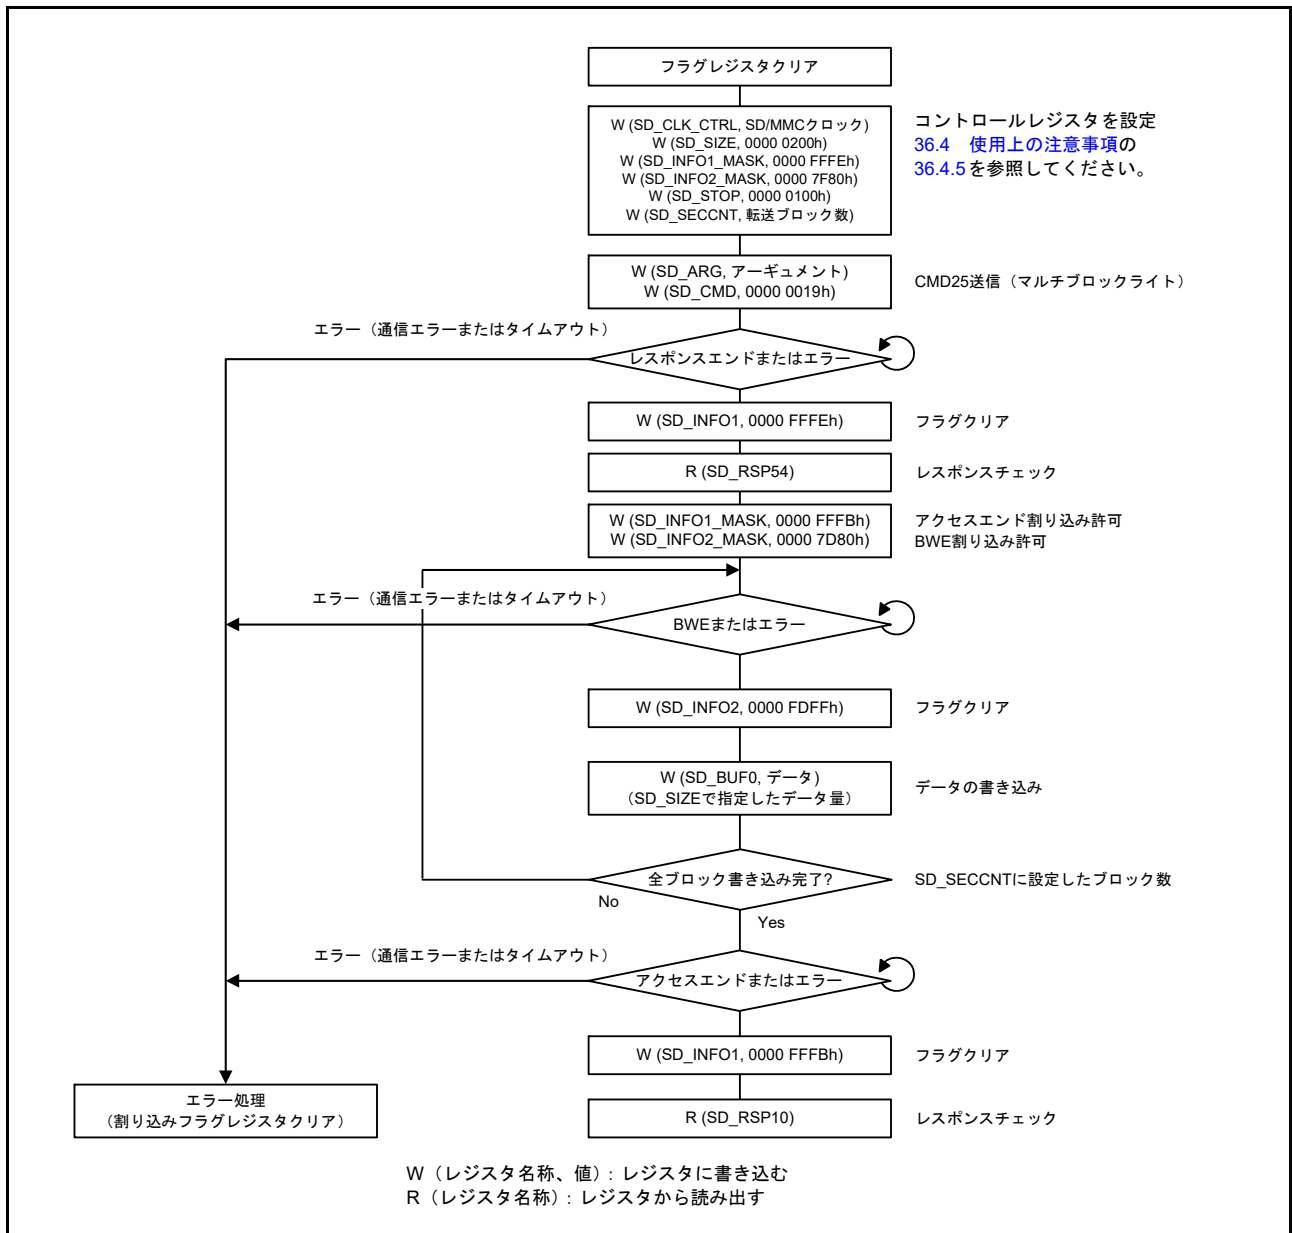 フラグレジスタクリア
W (SD_CLK_CTRL, SD/MMCクロック)
W (SD_SIZE, 0000 0200h)
W (SD_INFO1_MASK, 0000 FFFEh)
W (SD_INFO2_MASK, 0000 7F80h)
W (SD_STOP, 0000 0100h)
W (SD_SECCNT, 転送ブロック数)
コントロールレジスタを設定
36.4 使用上の注意事項の
36.4.5を参照してください。
W (SD_ARG, アーギュメント)
W (SD_CMD, 0000 0019h)
CMD25送信（マルチブロックライト）
エラー（通信エラーまたはタイムアウト）
レスポンスエンドまたはエラー
W (SD_INFO1, 0000 FFFEh)
フラグクリア
R (SD_RSP54)
レスポンスチェック
W (SD_INFO1_MASK, 0000 FFFBh)
W (SD_INFO2_MASK, 0000 7D80h)
アクセスエンド割り込み許可
BWE割り込み許可
エラー（通信エラーまたはタイムアウト）
BWEまたはエラー
W (SD_INFO2, 0000 FDFFh)
フラグクリア
W (SD_BUF0, データ)
（SD_SIZEで指定したデータ量）
データの書き込み
全ブロック書き込み完了?
SD_SECCNTに設定したブロック数
No
Yes
エラー（通信エラーまたはタイムアウト）
アクセスエンドまたはエラー
W (SD_INFO1, 0000 FFFBh)
フラグクリア
エラー処理
（割り込みフラグレジスタクリア）
R (SD_RSP10)
レスポンスチェック
W（レジスタ名称、値）: レジスタに書き込む
R（レジスタ名称）: レジスタから読み出す